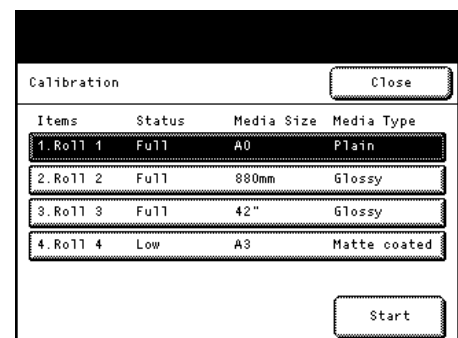 Calibration Close
Items Status Media Size Media Type
1.Roll 1 Full A0 Plain
2.Roll 2 Full 880mm Glossy
3.Roll 3 Full 42" Glossy
4.Roll 4 Low A3 Matte coated
Start